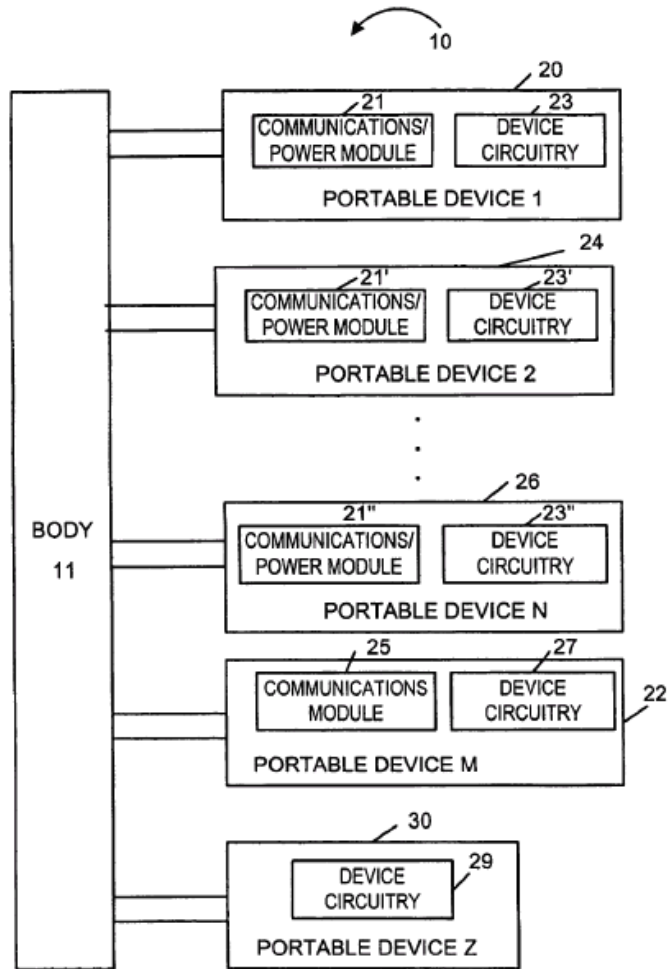 10
20
21
23
COMMUNICATIONS/
POWER MODULE
DEVICE
CIRCUITRY
PORTABLE DEVICE 1
24
21'
23'
COMMUNICATIONS/
POWER MODULE
DEVICE
CIRCUITRY
PORTABLE DEVICE 2
26
21"
23"
COMMUNICATIONS/
POWER MODULE
DEVICE
CIRCUITRY
PORTABLE DEVICE N
BODY
11
25
27
COMMUNICATIONS
MODULE
DEVICE
CIRCUITRY
22
PORTABLE DEVICE M
30
DEVICE
CIRCUITRY
29
PORTABLE DEVICE Z